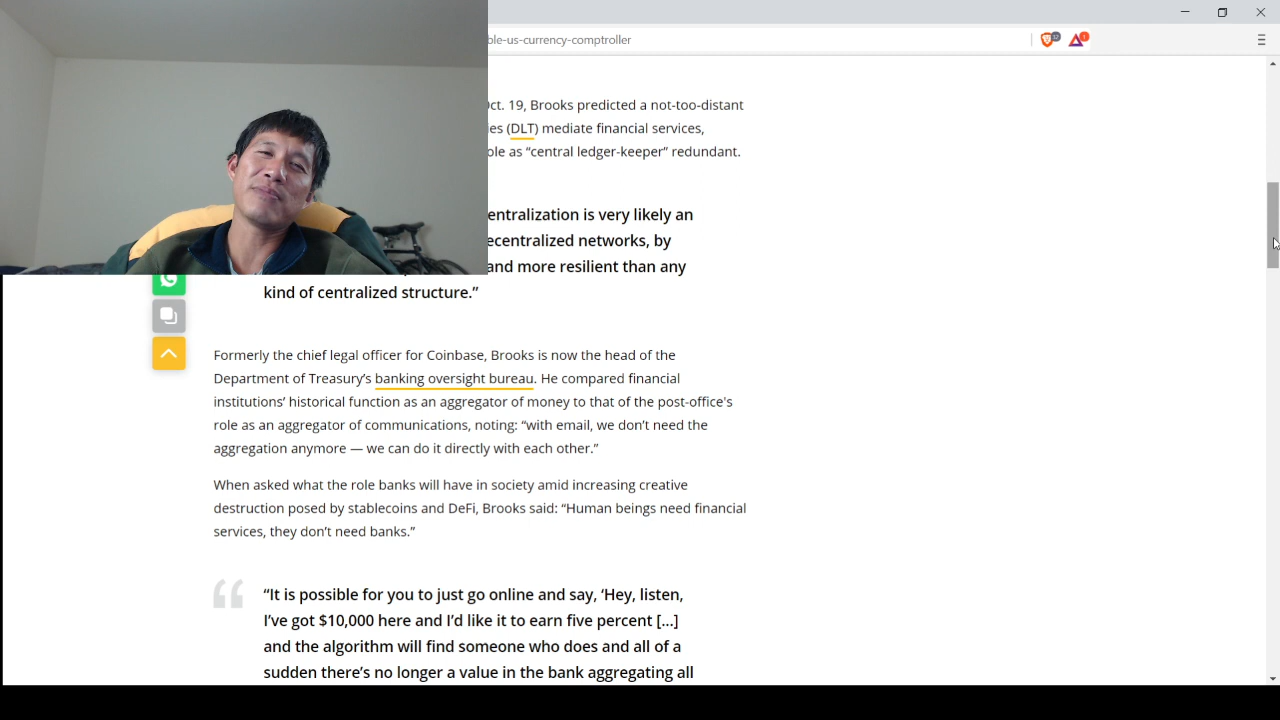 ble-us-currency-comptroller
Oct. 19, Brooks predicted a not-too-distant
ies (DLT) mediate financial services,
ole as “central ledger-keeper” redundant.
entralization is very likely an
ecentralized networks, by
and more resilient than any
kind of centralized structure.”
Formerly the chief legal officer for Coinbase, Brooks is now the head of the
Department of Treasury’s banking oversight bureau. He compared financial
institutions’ historical function as an aggregator of money to that of the post-office's
role as an aggregator of communications, noting: “with email, we don’t need the
aggregation anymore — we can do it directly with each other.”
When asked what the role banks will have in society amid increasing creative
destruction posed by stablecoins and DeFi, Brooks said: “Human beings need financial
services, they don’t need banks.”
“It is possible for you to just go online and say, ‘Hey, listen,
I’ve got $10,000 here and I’d like it to earn five percent [...]
and the algorithm will find someone who does and all of a
sudden there’s no longer a value in the bank aggregating all